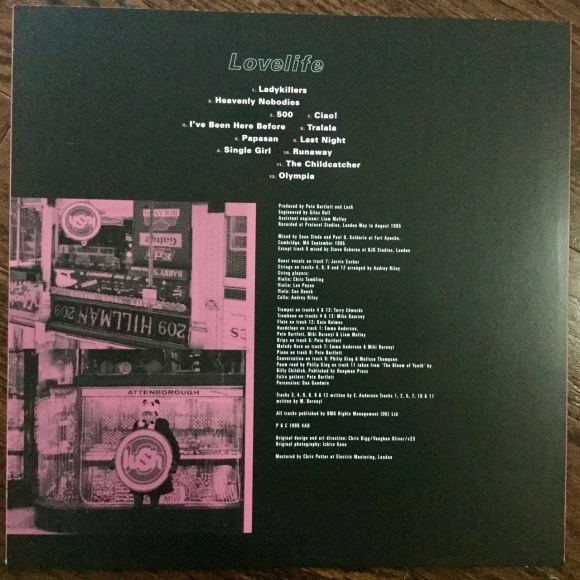 Lovelife
1. Ladykillers
2. Heavenly Nobodies
3. 500 7. Ciao!
4. I've Been Here Before 8. Tralala
5. Papasan 9. Last Night
6. Single Girl 10. Runaway
11. The Childcatcher
12. Olympia
Produced by Pete Bartlett and Lush
Engineered by Giles Hall
Assistant engineer: Liam Molloy
Recorded at Protocol Studios, London May to August 1995
Mixed by Sean Slade and Paul Q. Kolderie at Fort Apache,
Cambridge, MA September 1995
Except track 9 mixed by Steve Osborne at RJG Studios, London
Guest vocals on track 7: Jarvis Cocker
Strings on tracks 4, 6, 9 and 12 arranged by Audrey Riley
String players:
Violin: Chris Tombling
Violin: Leo Payne
Viola: Sue Dench
Cello: Audrey Riley
Trumpet on tracks 4 & 12: Terry Edwards
Trombone on tracks 4 & 12: Mike Kearsey
Flute on track 12: Kate Holmes
Handclaps on track 1: Emma Anderson,
Pete Bartlett, Miki Berenyi & Liam Molloy
Drips on track 5: Pete Bartlett
Melody Horn on track 7: Emma Anderson & Miki Berenyi
Piano on track 9: Pete Bartlett
Conversation on track 9: Philip King & Melissa Thompson
Poem read by Philip King on track 11 taken from 'The Bloom of Youth' by
Billy Childish, Published by Hangman Press
Extra guitars: Pete Bartlett
Percussion: Dan Goodwin
Tracks 3, 4, 5, 8, 9 & 12 written by E. Anderson Tracks 1, 2, 6, 7, 10 & 11
written by M. Berenyi
All tracks published by BMG Rights Management (UK) Ltd
P & C 1996 4AD
Original design and art direction: Chris Bigg/Vaughan Oliver/v23
Original photography: Ichiro Kono
Mastered by Chris Potter at Electric Mastering, London
LUSH
209 HILLMAN 209
BARRY'S
ATTENBOROUGH
LUSH